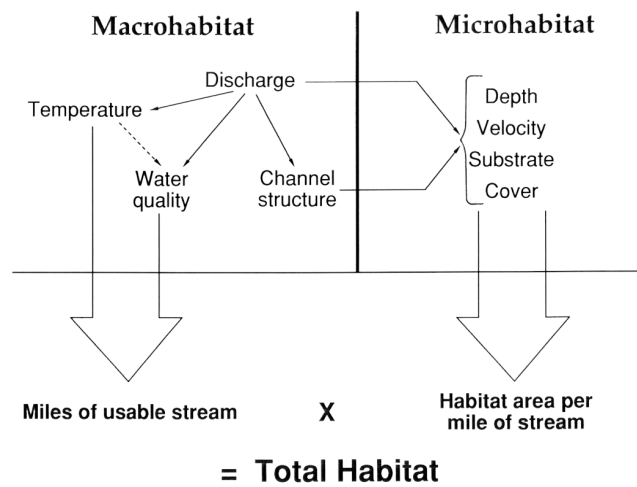 Macrohabitat
Microhabitat
Discharge
Temperature
Water
quality
Channel
structure
Depth
Velocity
Substrate
Cover
Miles of usable stream
X
Habitat area per
mile of stream
= Total Habitat